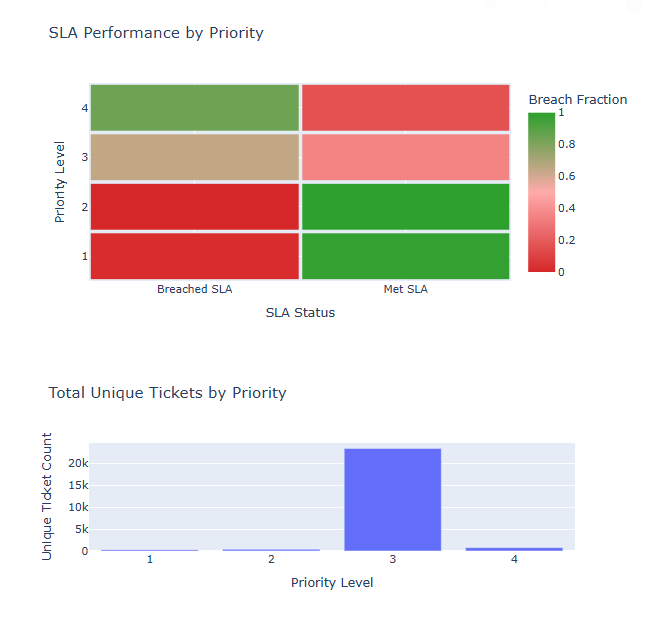 SLA Performance by Priority
Breach Fraction
1
0.8
0.6
0.4
0.2
0
Priority Level
4
3
2
1
Breached SLA
Met SLA
SLA Status
Total Unique Tickets by Priority
Unique Ticket Count
20k
15k
10k
5k
0
1
2
3
4
Priority Level